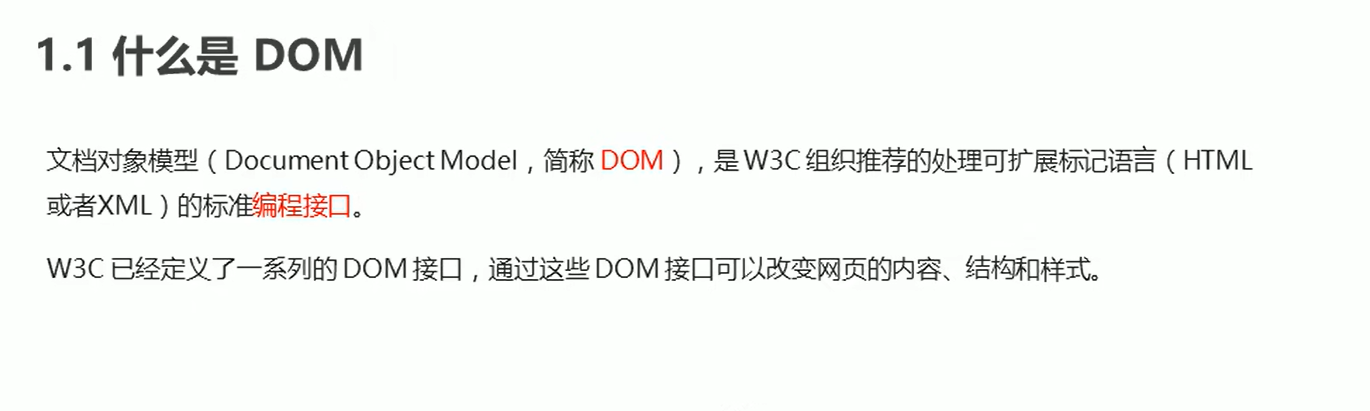 1.1 什么是 DOM
文档对象模型（Document Object Model，简称 DOM），是 W3C 组织推荐的处理可扩展标记语言（HTML
或者XML）的标准编程接口。
W3C 已经定义了一系列的 DOM 接口，通过这些 DOM 接口可以改变网页的内容、结构和样式。